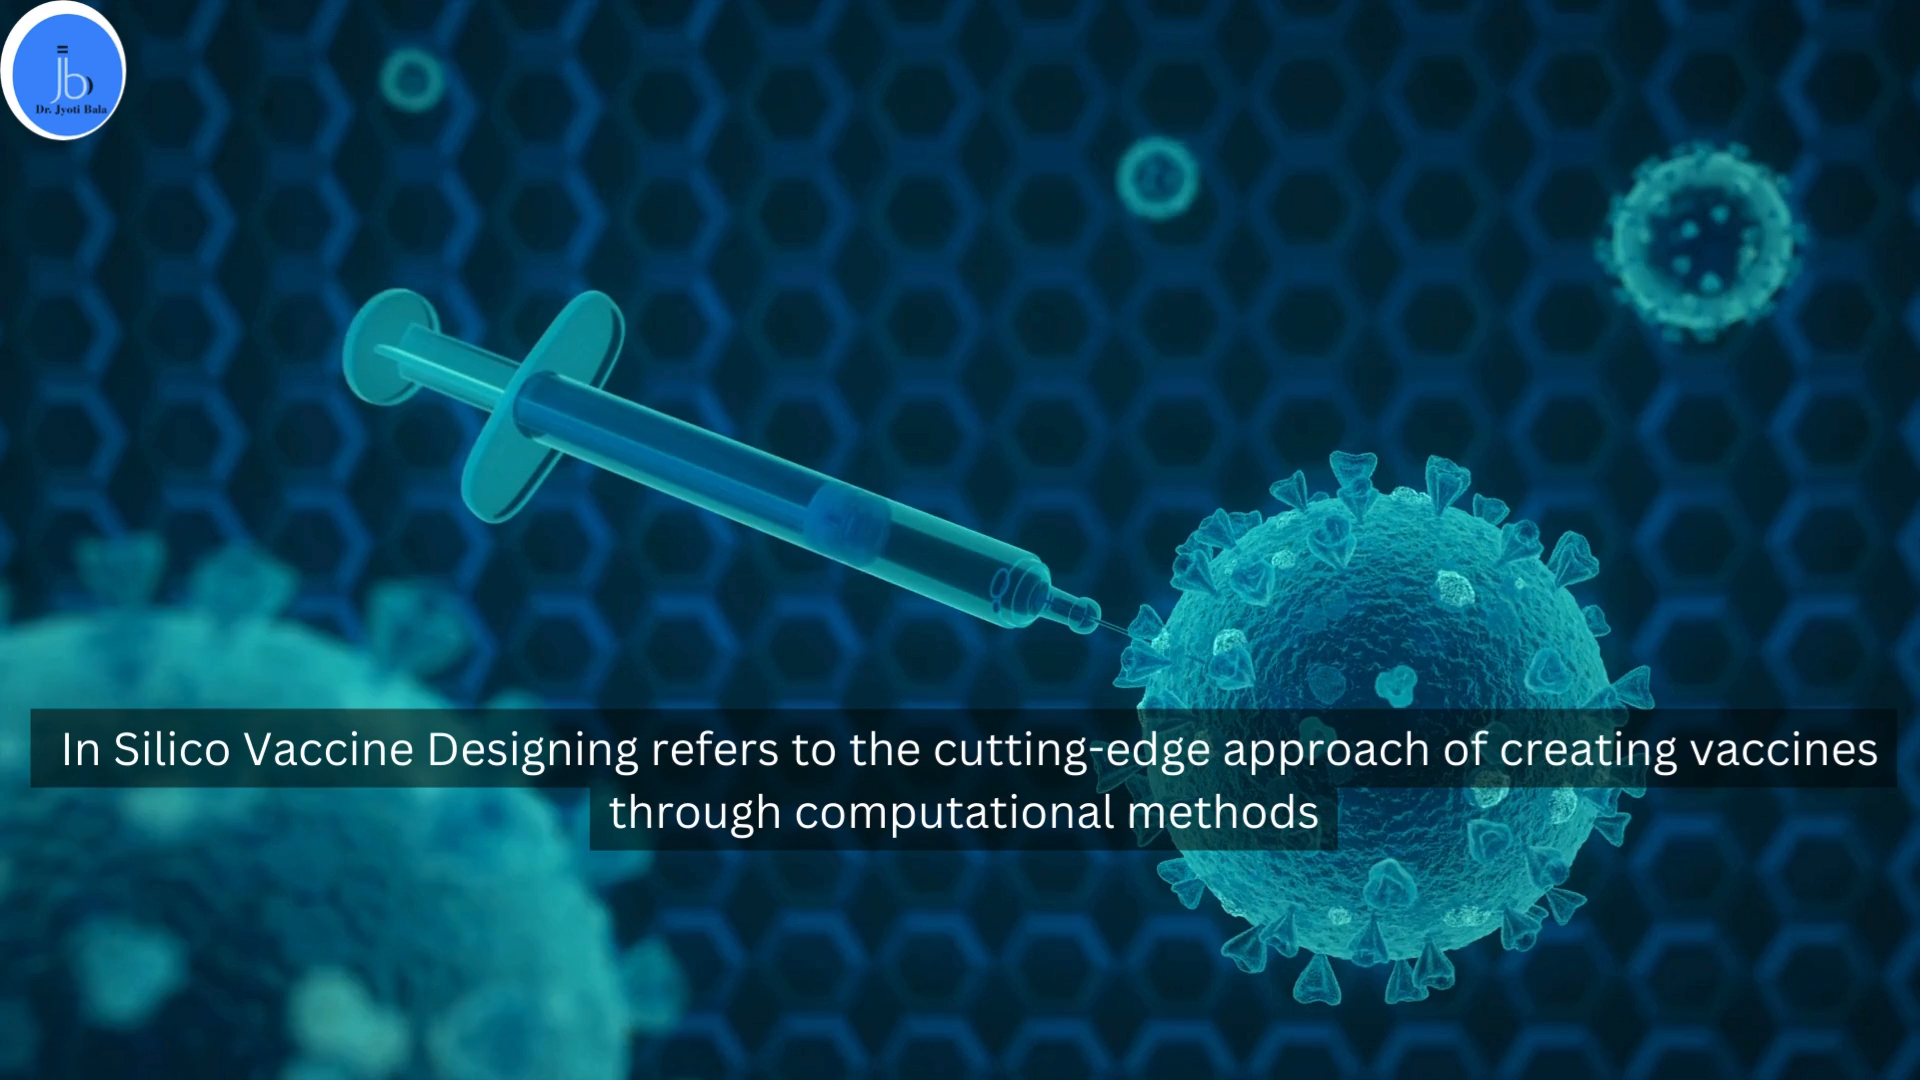 jb
Dr. Jyoti Bala
In Silico Vaccine Designing refers to the cutting-edge approach of creating vaccines
through computational methods